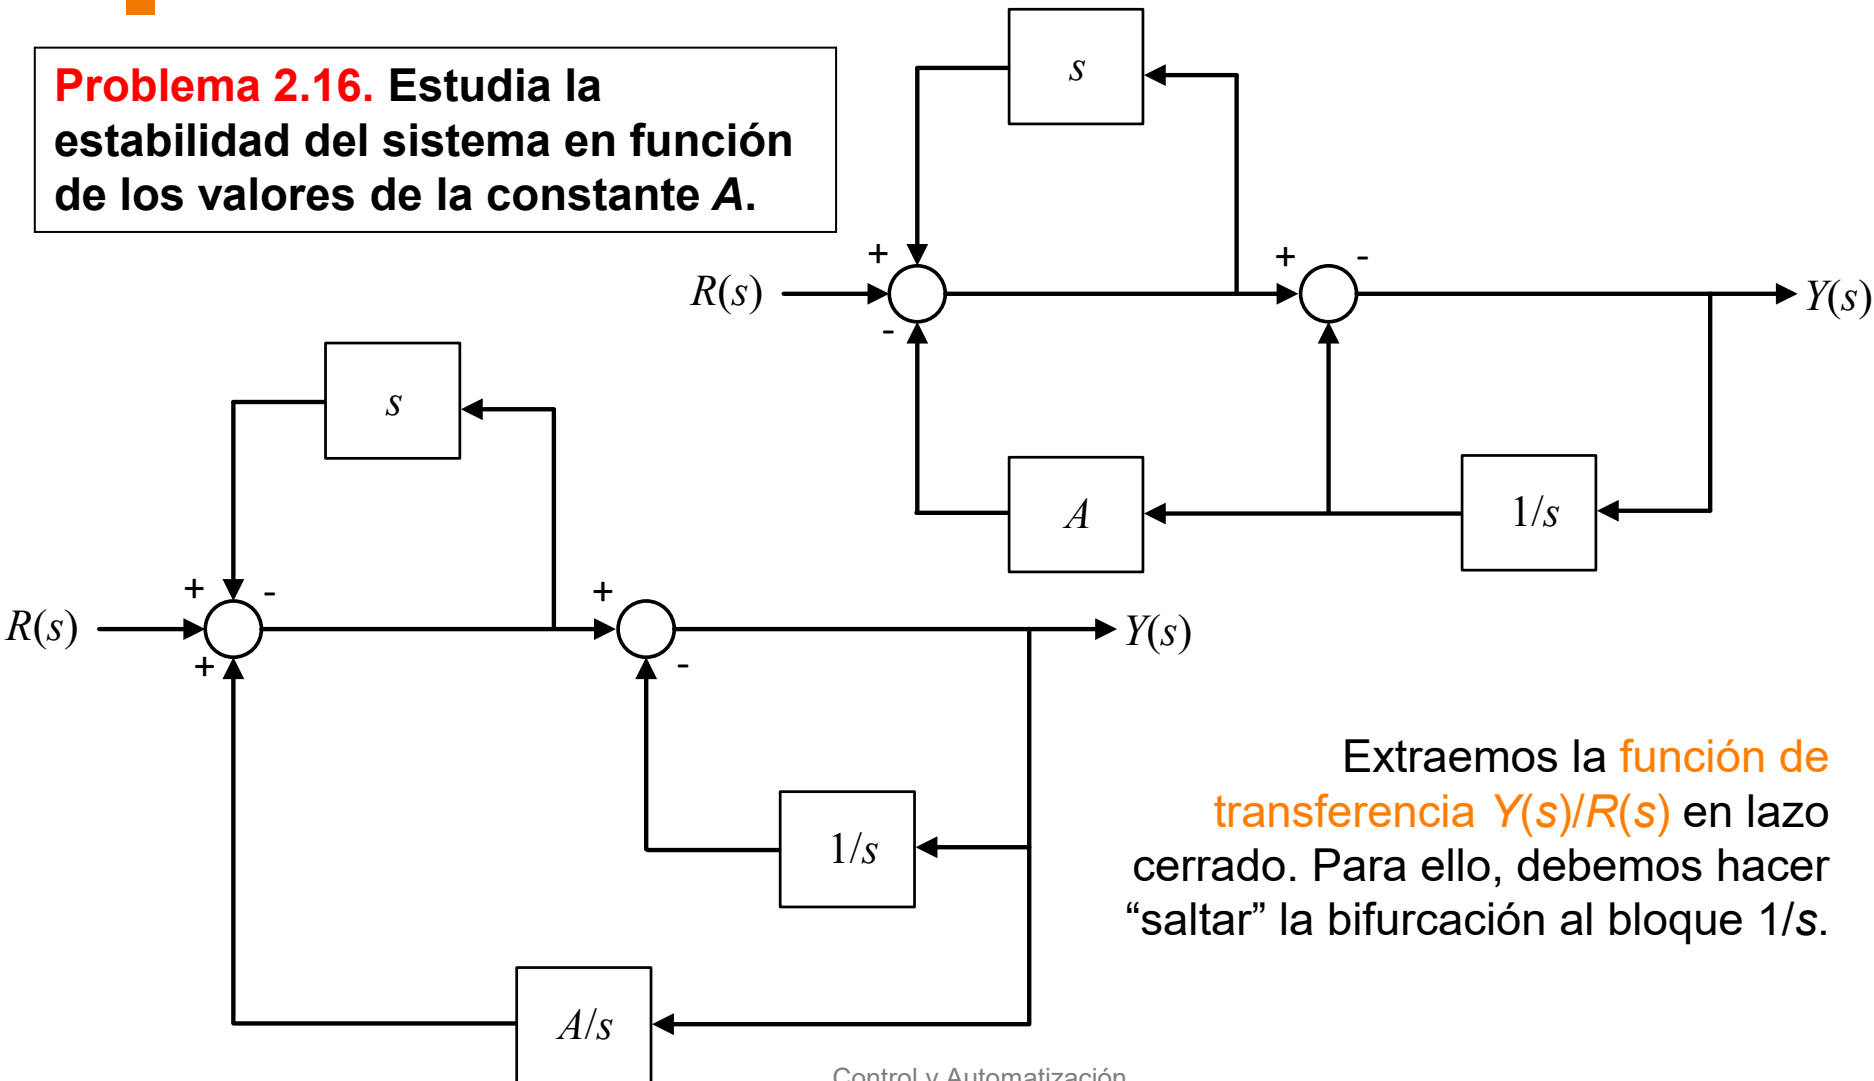 Problema 2.16. Estudia la
estabilidad del sistema en función
de los valores de la constante A.
s
+
-
R(s)
+
-
Y(s)
A
1/s
s
+
-
R(s)
+
+
-
Y(s)
1/s
A/s
Extraemos la función de
transferencia Y(s)/R(s) en lazo
cerrado. Para ello, debemos hacer
“saltar” la bifurcación al bloque 1/s.
Control y Automatización